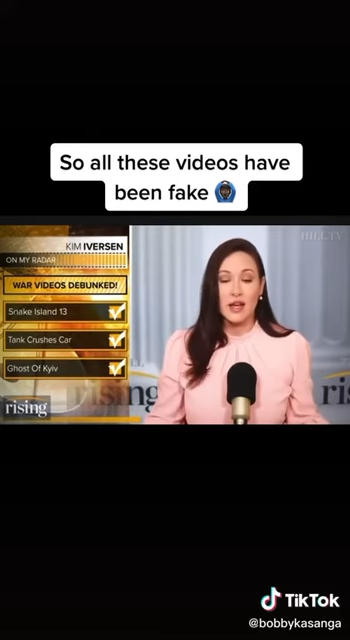 So all these videos have
been fake
HILL.TV
KIM IVERSEN
ON MY RADAR
WAR VIDEOS DEBUNKED!
Snake Island 13
Tank Crushes Car
Ghost Of Kyiv
rising
rising
ri
TikTok
@bobbykasanga